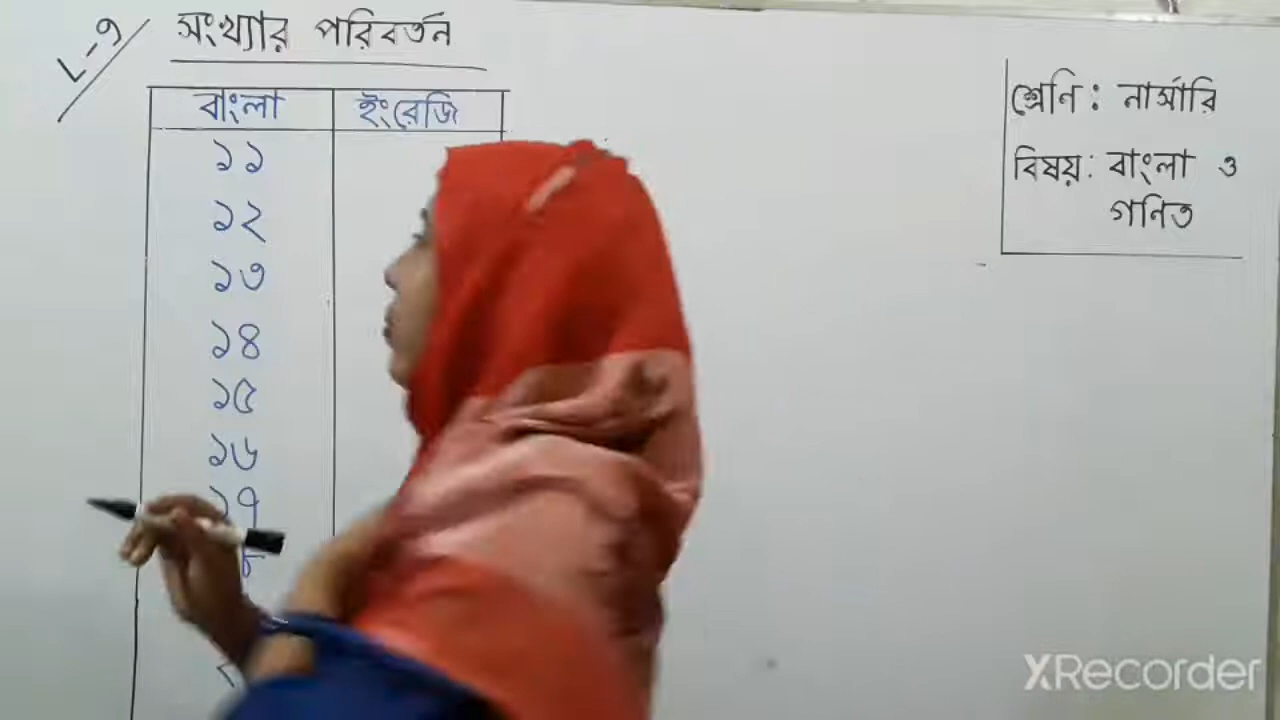 L-৭
সংখ্যার পরিবর্তন
বাংলা ইংরেজি
১১
১২
১৩
১৪
১৫
১৬
১৭
শ্রেণি : নার্সারি
বিষয়: বাংলা ও
গনিত
XRecorder